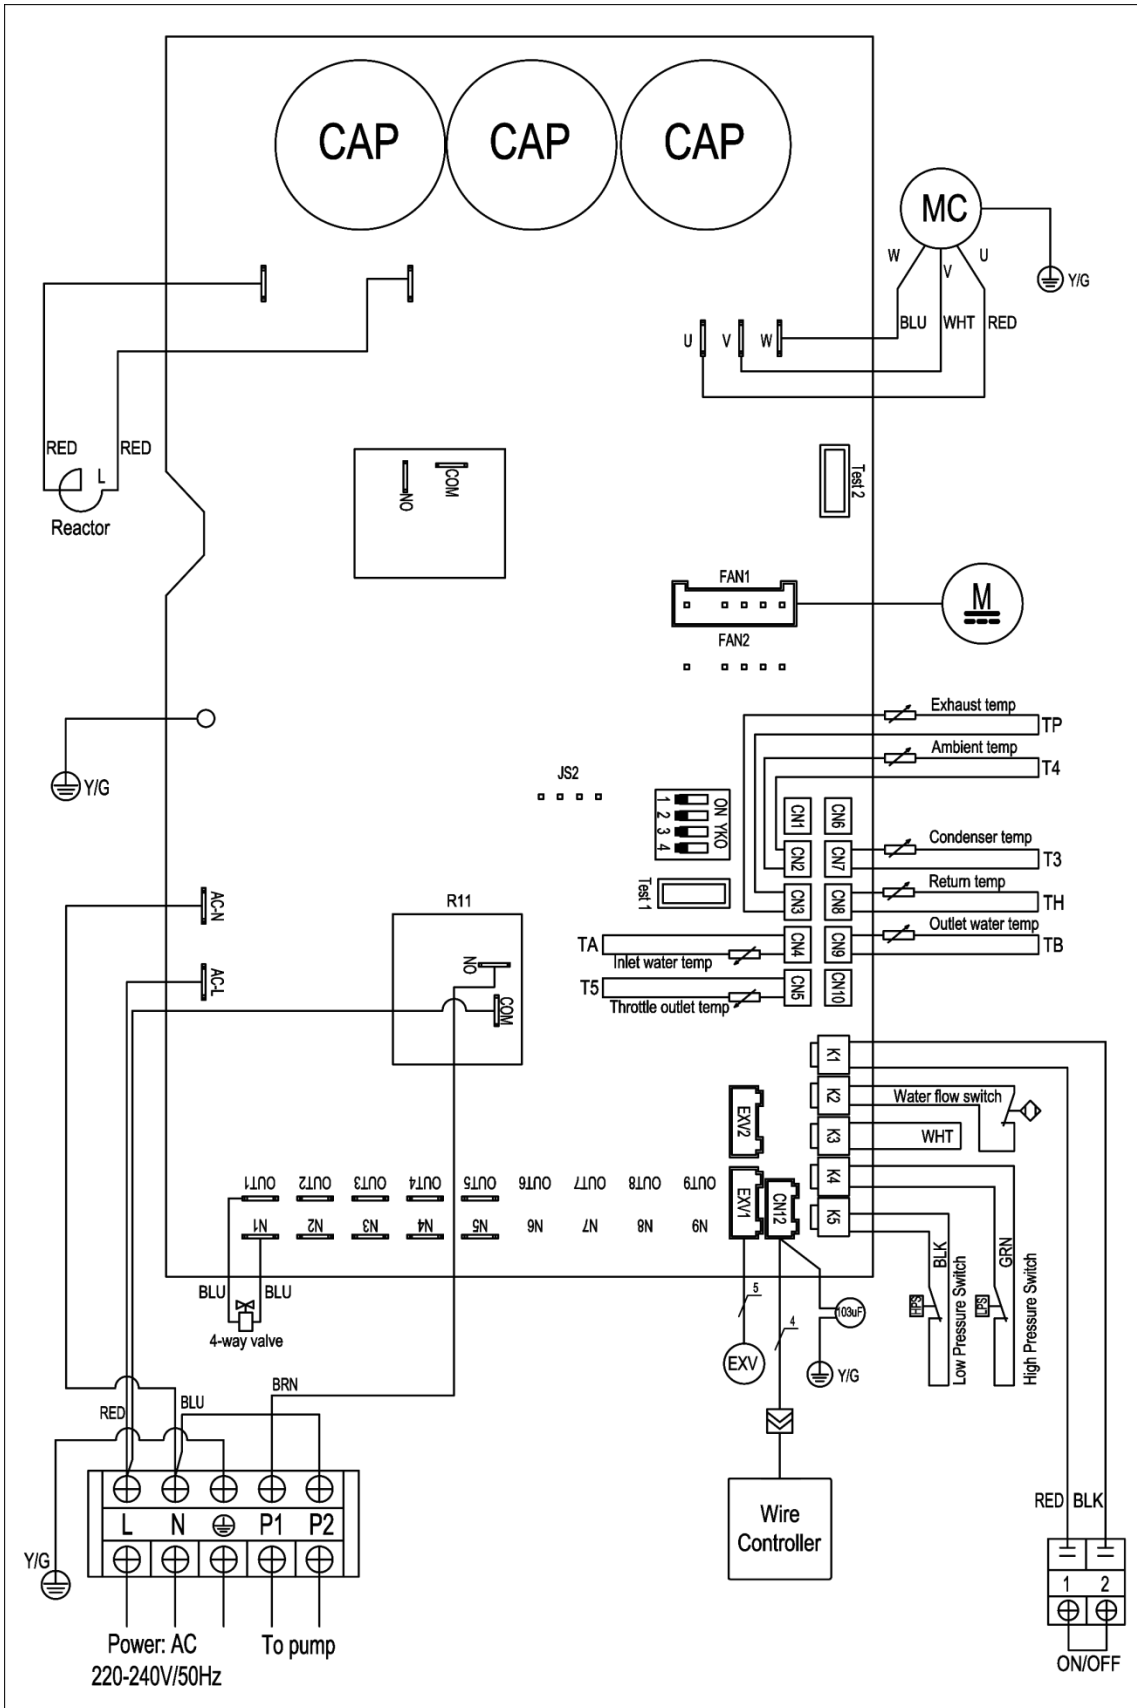 CAP CAP CAP
MC
W
V
U
Y/G
BLU
WHT
RED
U
V
W
RED
RED
L
Reactor
NO
COM
Test 2
FAN1
M
FAN2
Exhaust temp
TP
Ambient temp
T4
Y/G
JS2
1
2
3
4
ON YKO
CN1
CN6
Condenser temp
CN2
CN7
T3
Return temp
Test 1
CN3
CN8
TH
AC-N
R11
Outlet water temp
TA
CN4
CN9
TB
Inlet water temp
NO
AC-L
T5
CN5
CN10
Throttle outlet temp
COM
K1
K2
Water flow switch
EXV2
K3
WHT
K4
OUT1
OUT2
OUT3
OUT4
OUT5
OUT6
OUT7
OUT8
OUT9
EXV1
CN12
K5
N1
N2
N3
N4
N5
N6
N7
N8
N9
BLK
GRN
BLU
BLU
5
HPS
LPS
Low Pressure Switch
High Pressure Switch
103uF
4-way valve
4
EXV
Y/G
BRN
BLU
RED
L
N
P1
P2
Wire
Controller
RED
BLK
Y/G
1
2
Power: AC
220-240V/50Hz
To pump
ON/OFF